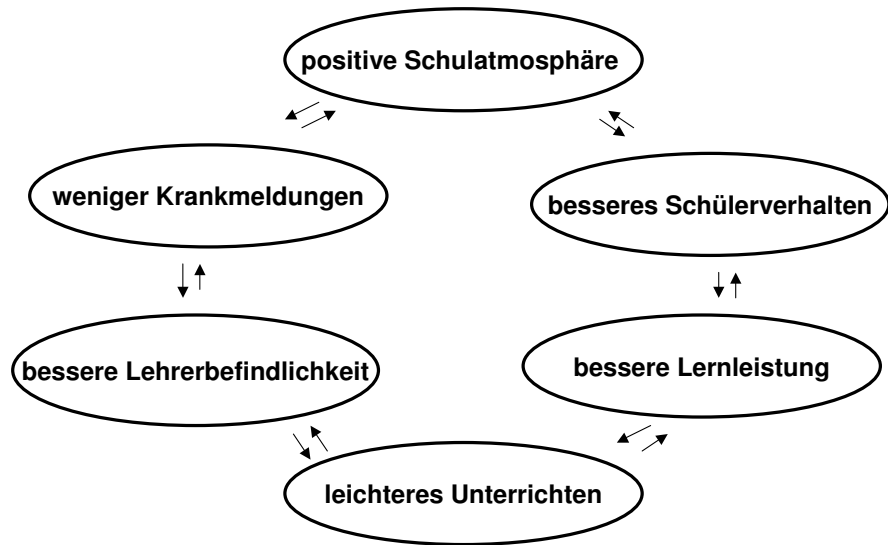 positive Schulatmosphäre
weniger Krankmeldungen
besseres Schülerverhalten
bessere Lehrerbefindlichkeit
bessere Lernleistung
leichteres Unterrichten